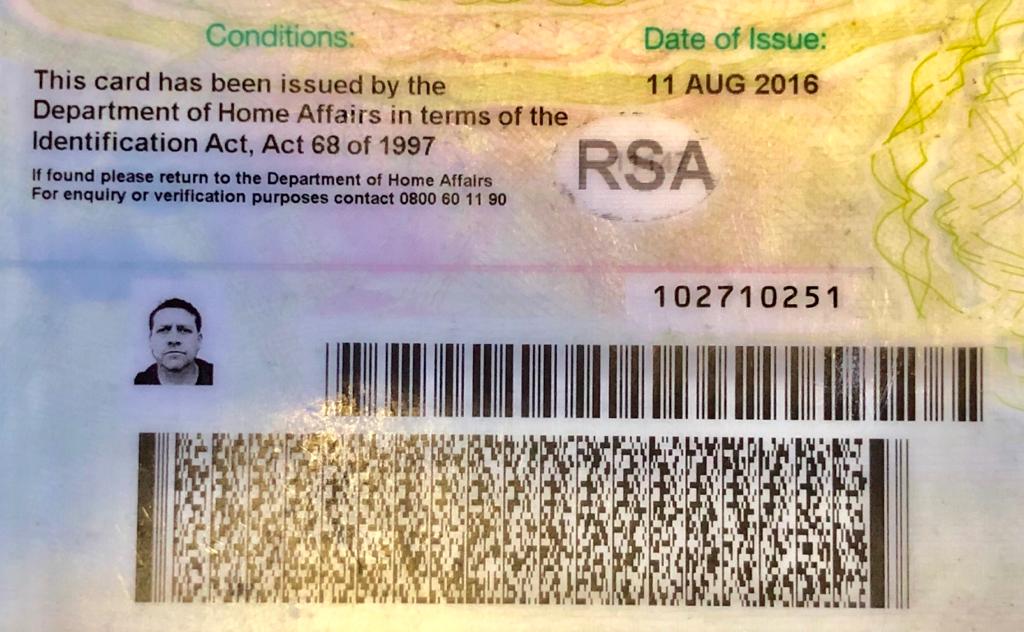 Conditions:
This card has been issued by the
Department of Home Affairs in terms of the
Identification Act, Act 68 of 1997
If found please return to the Department of Home Affairs
For enquiry or verification purposes contact 0800 60 11 90
Date of Issue:
11 AUG 2016
RSA
102710251